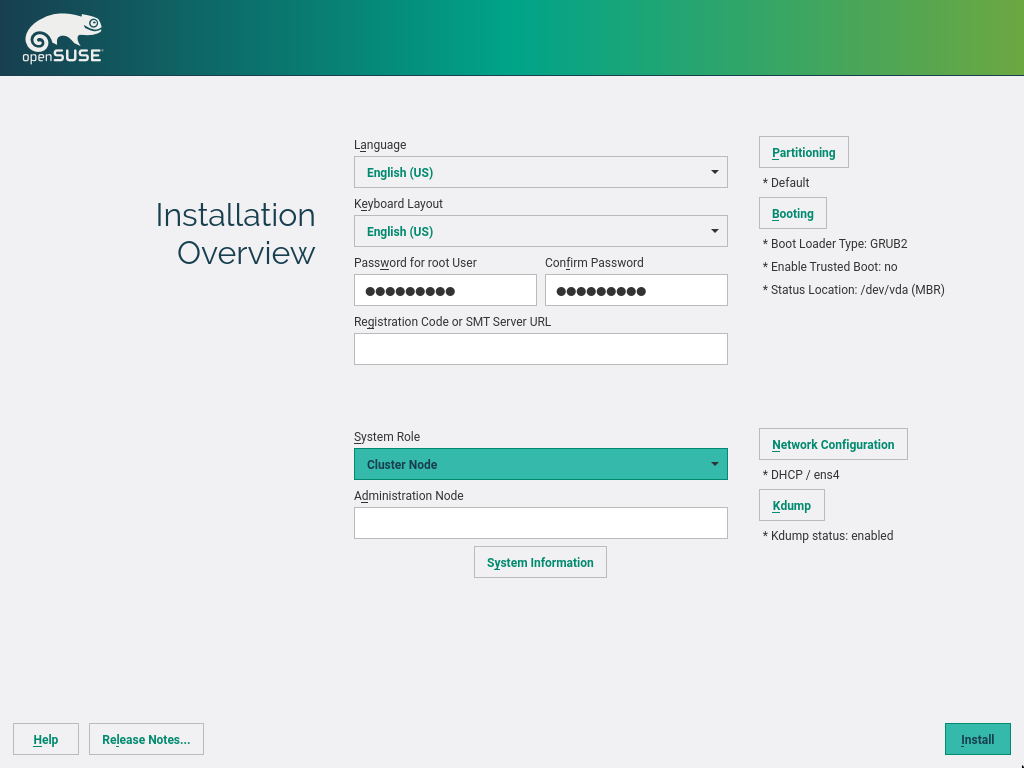 openSUSE
Installation
Overview
Language
English (US)
Keyboard Layout
English (US)
Password for root User
Confirm Password
●●●●●●●●●
●●●●●●●●●
Registration Code or SMT Server URL
System Role
Cluster Node
Administration Node
System Information
Partitioning
* Default
Booting
* Boot Loader Type: GRUB2
* Enable Trusted Boot: no
* Status Location: /dev/vda (MBR)
Network Configuration
* DHCP / ens4
Kdump
* Kdump status: enabled
Help
Release Notes...
Install